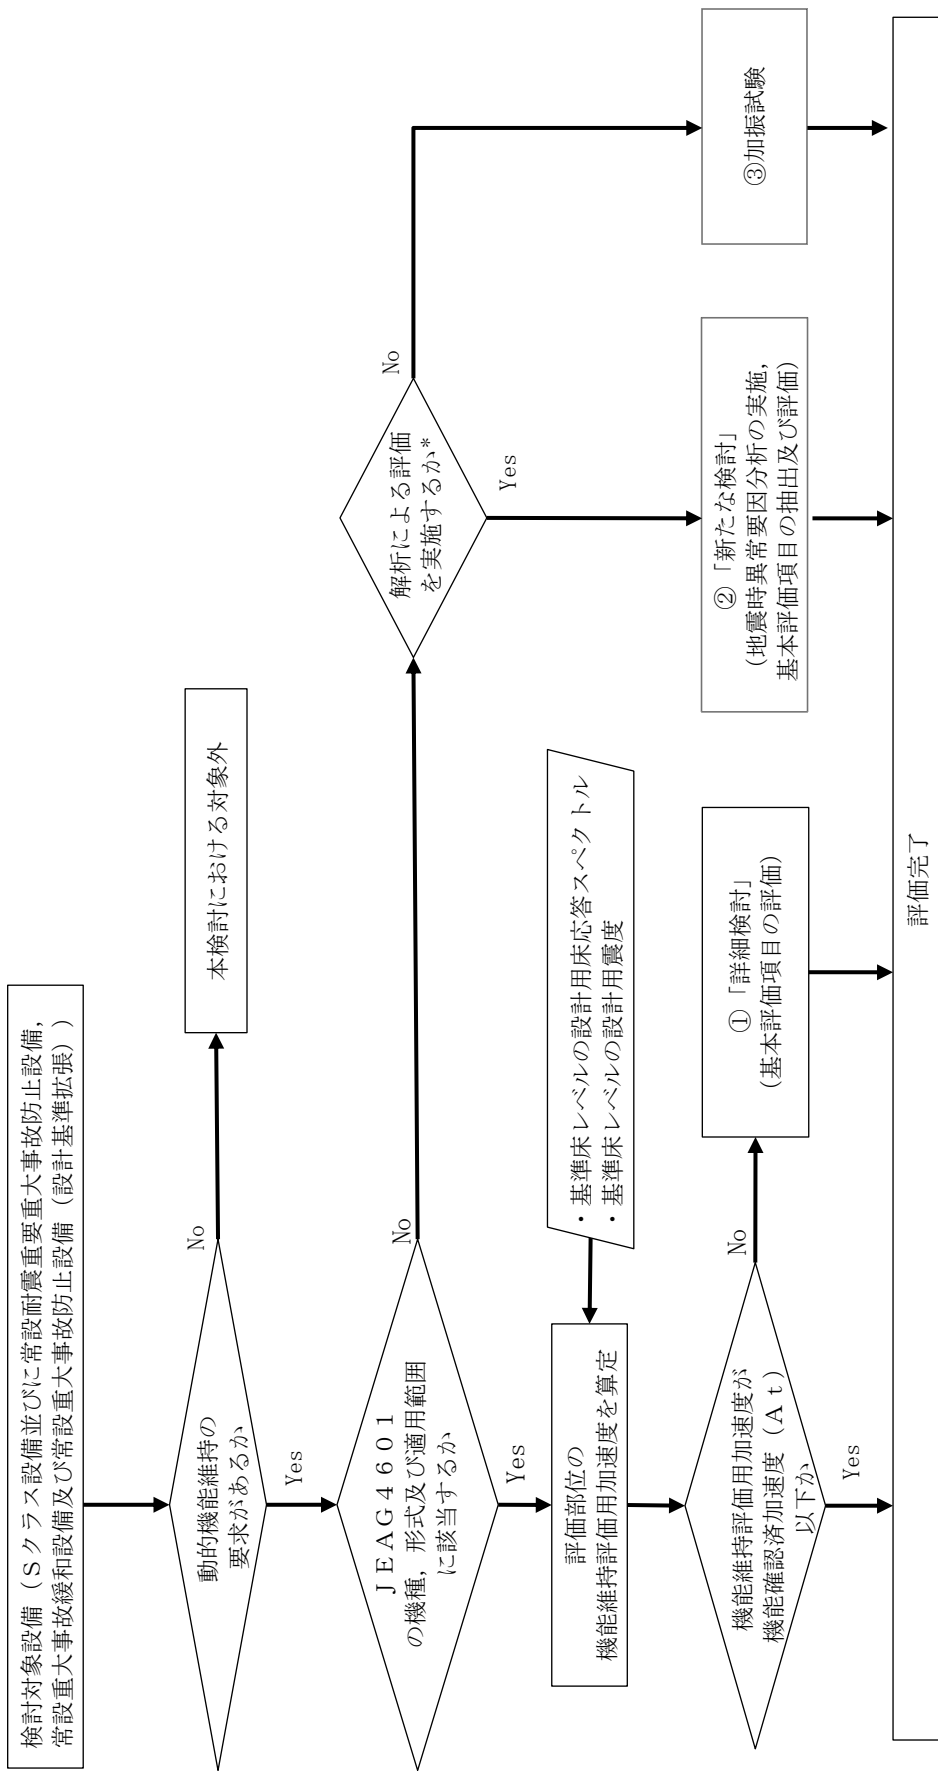 検討対象設備（Ｓクラス設備並びに常設耐震重要重大事故防止設備，
常設重大事故緩和設備及び常設重大事故防止設備（設計基準拡張））
動的機能維持の
要求があるか
No
本検討における対象外
Yes
ＪＥＡＧ４６０１
の機種，形式及び適用範囲
に該当するか
No
解析による評価
を実施するか*
No
Yes
Yes
評価部位の
機能維持評価用加速度を算定
・基準床レベルの設計用床応答スペクトル
・基準床レベルの設計用震度
機能維持評価用加速度が
機能確認済加速度（Ａｔ）
以下か
No
Yes
①「詳細検討」
(基本評価項目の評価)
②「新たな検討」
(地震時異常要因分析の実施，
基本評価項目の抽出及び評価)
③加振試験
評価完了